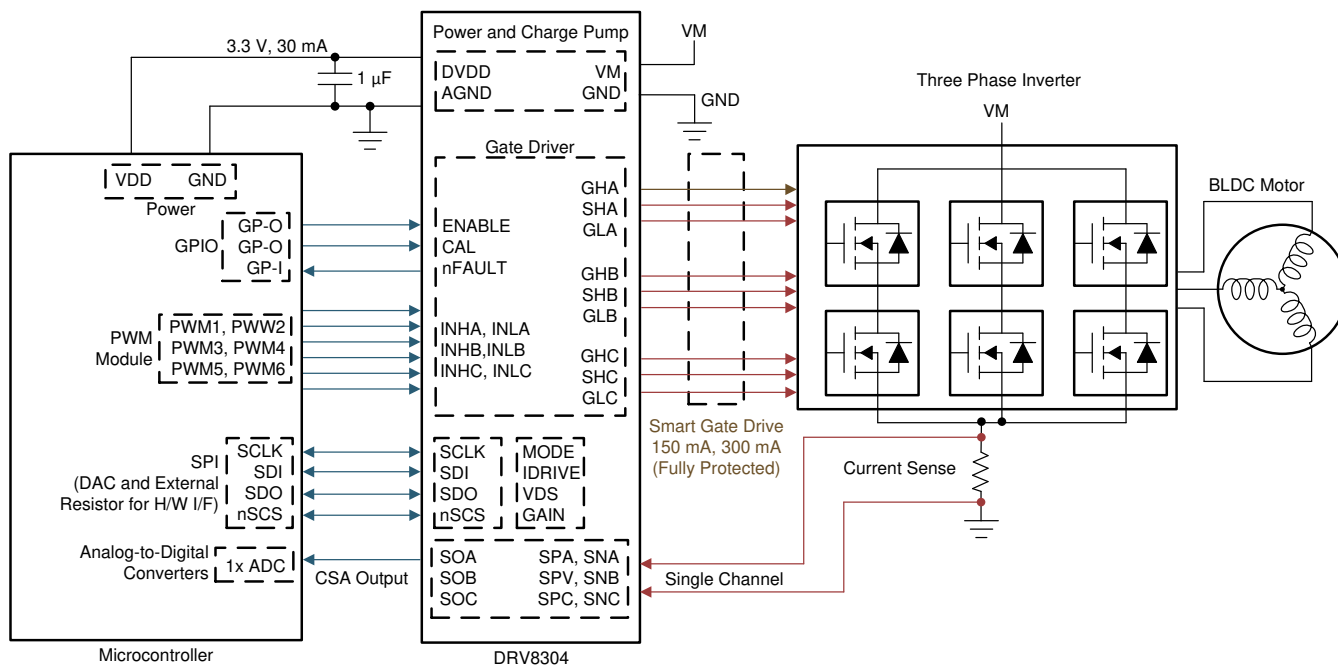 Power and Charge Pump
VM
3.3 V, 30 mA
1 µF
DVDD
AGND
VM
GND
GND
Three Phase Inverter
VM
Gate Driver
VDD
GND
Power
GPIO
GP-O
GP-O
GP-I
ENABLE
CAL
nFAULT
GHA
SHA
GLA
GHB
SHB
GLB
GHC
SHC
GLC
BLDC Motor
PWM
Module
PWM1, PWW2
PWM3, PWM4
PWM5, PWM6
INHA, INLA
INHB,INLB
INHC, INLC
Smart Gate Drive
150 mA, 300 mA
(Fully Protected)
Current Sense
SPI
(DAC and External
Resistor for H/W I/F)
SCLK
SDI
SDO
nSCS
SCLK
SDI
SDO
nSCS
MODE
IDRIVE
VDS
GAIN
Analog-to-Digital
Converters
1x ADC
CSA Output
SOA
SOB
SOC
SPA, SNA
SPV, SNB
SPC, SNC
Single Channel
Microcontroller
DRV8304